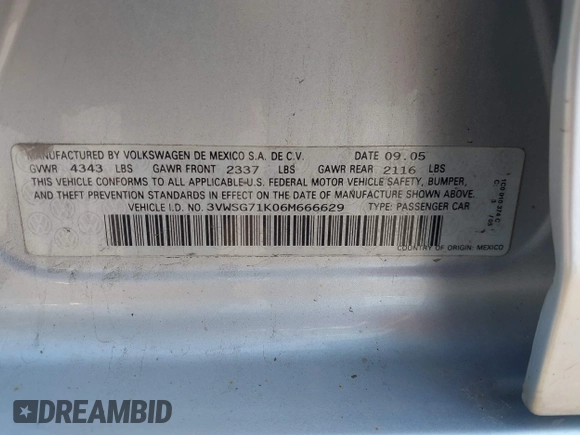 MANUFACTURED BY VOLKSWAGEN DE MEXICO S.A. DE C.V. DATE 09.05
GVWR 4343 LBS GAWR FRONT 2337 LBS GAWR REAR 2116 LBS
THIS VEHICLE CONFORMS TO ALL APPLICABLE U.S. FEDERAL MOTOR VEHICLE SAFETY, BUMPER,
AND THEFT PREVENTION STANDARDS IN EFFECT ON THE DATE OF MANUFACTURE SHOWN ABOVE.
VEHICLE I.D. NO. 3VWSG71K06M666629 TYPE: PASSENGER CAR
COUNTRY OF ORIGIN: MEXICO
DREAMBID